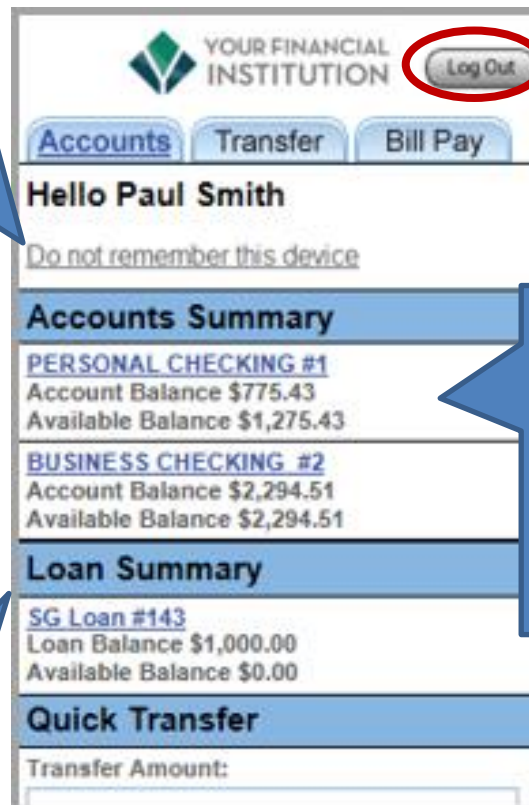 YOUR FINANCIAL
INSTITUTION
Log Out
Accounts Transfer Bill Pay
Hello Paul Smith
Do not remember this device
Accounts Summary
PERSONAL CHECKING #1
Account Balance $775.43
Available Balance $1,275.43
BUSINESS CHECKING #2
Account Balance $2,294.51
Available Balance $2,294.51
Loan Summary
SG Loan #143
Loan Balance $1,000.00
Available Balance $0.00
Quick Transfer
Transfer Amount: